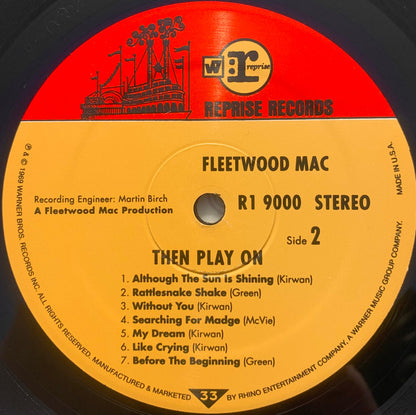 W
r
reprise
REPRISE RECORDS
FLEETWOOD MAC
Recording Engineer: Martin Birch
A Fleetwood Mac Production
R1 9000 STEREO
Side 2
THEN PLAY ON
1. Although The Sun Is Shining (Kirwan)
2. Rattlesnake Shake (Green)
3. Without You (Kirwan)
4. Searching For Madge (McVie)
5. My Dream (Kirwan)
6. Like Crying (Kirwan)
7. Before The Beginning (Green)
33
℗ & © 1969 WARNER BROS. RECORDS INC. ALL RIGHTS RESERVED. MANUFACTURED & MARKETED BY RHINO ENTERTAINMENT COMPANY, A WARNER MUSIC GROUP COMPANY.
MADE IN U.S.A.